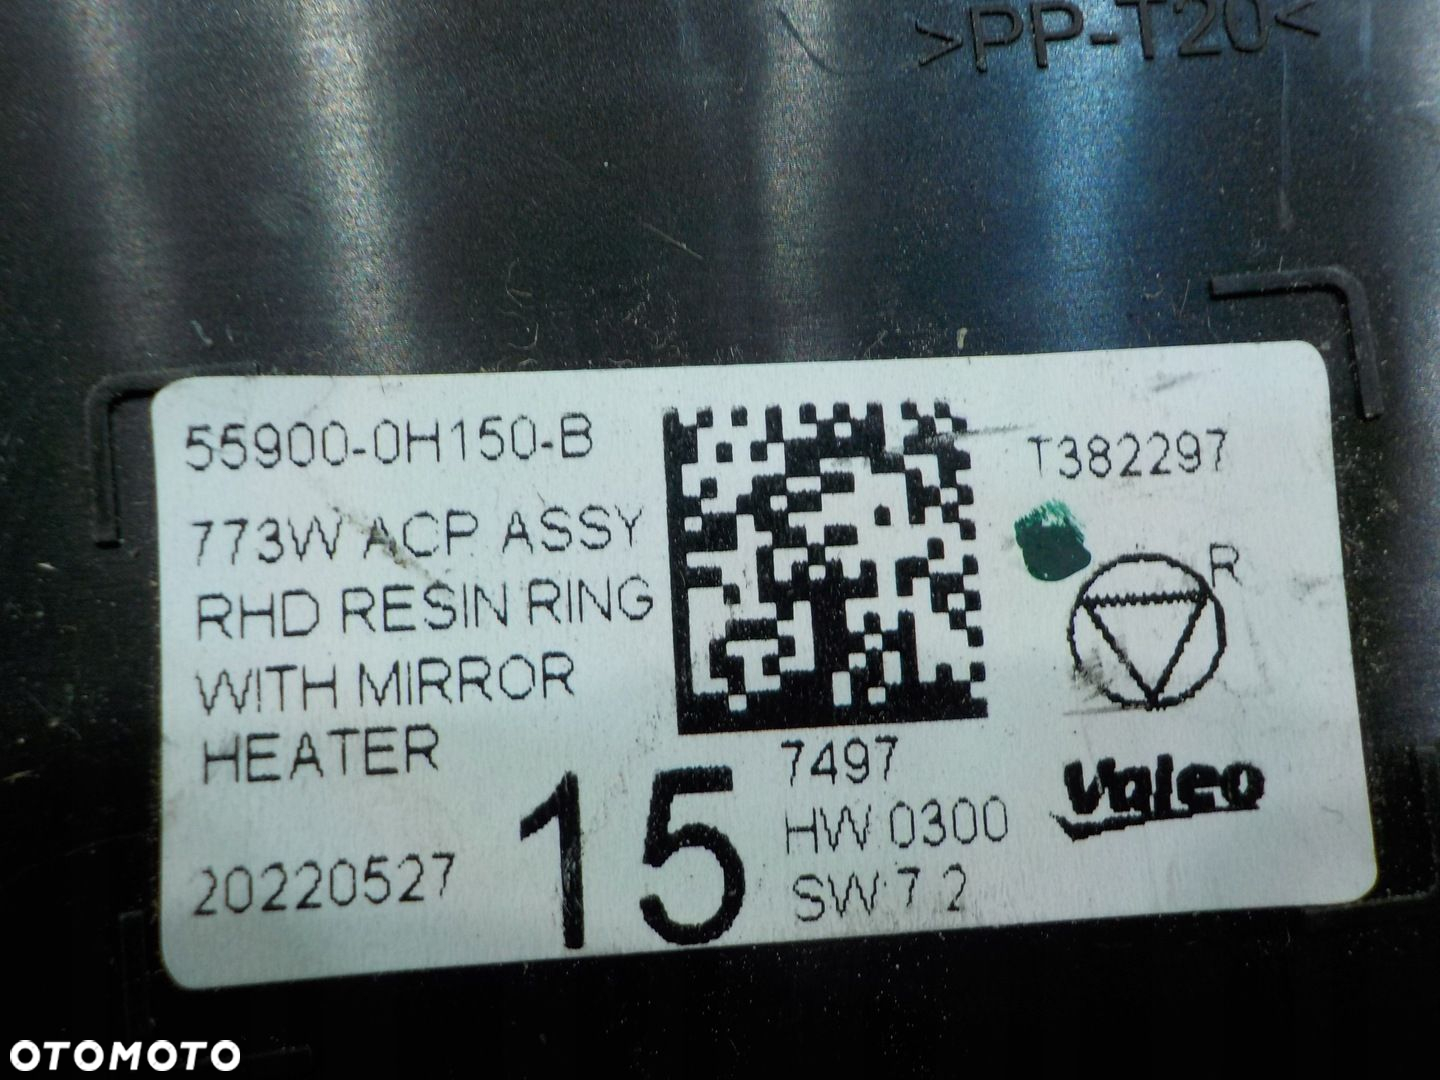 >PP-T20<
55900-0H150-B
T382297
773W ACP ASSY
RHD RESIN RING
WITH MIRROR
HEATER
R
7497
Valeo
HW 0300
20220527
15
SW 7.2
OTOMOTO